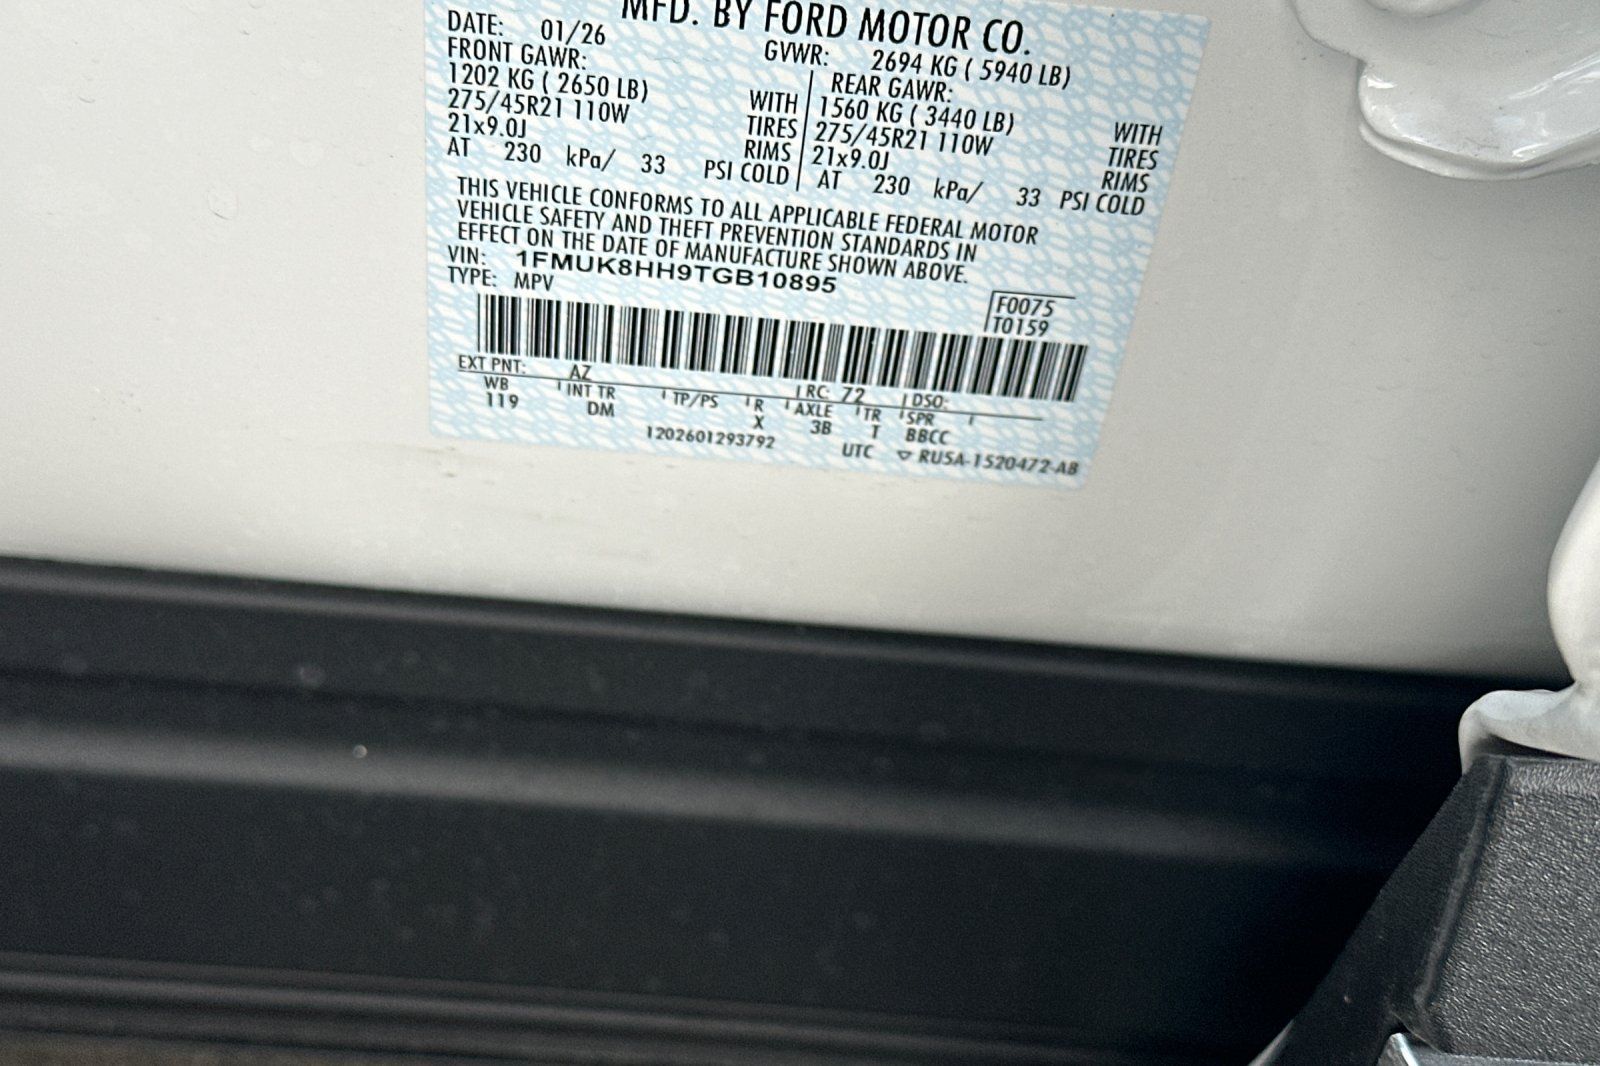 MFD. BY FORD MOTOR CO.
DATE: 01/26 GVWR: 2694 KG ( 5940 LB)
FRONT GAWR: REAR GAWR:
1202 KG ( 2650 LB) WITH 1560 KG ( 3440 LB) WITH
275/45R21 110W TIRES 275/45R21 110W TIRES
21x9.0J RIMS 21x9.0J RIMS
AT 230 kPa/ 33 PSI COLD AT 230 kPa/ 33 PSI COLD
THIS VEHICLE CONFORMS TO ALL APPLICABLE FEDERAL MOTOR
VEHICLE SAFETY AND THEFT PREVENTION STANDARDS IN
EFFECT ON THE DATE OF MANUFACTURE SHOWN ABOVE.
VIN: 1FMUK8HH9TGB10895
TYPE: MPV
F0075
T0159
EXT PNT: AZ RC: 72 DSO:
WB INT TR TP/PS R AXLE TR SPR
119 DM X 3B T BBCC
1202601293792 UTC ▽ RU5A-1520472-AB